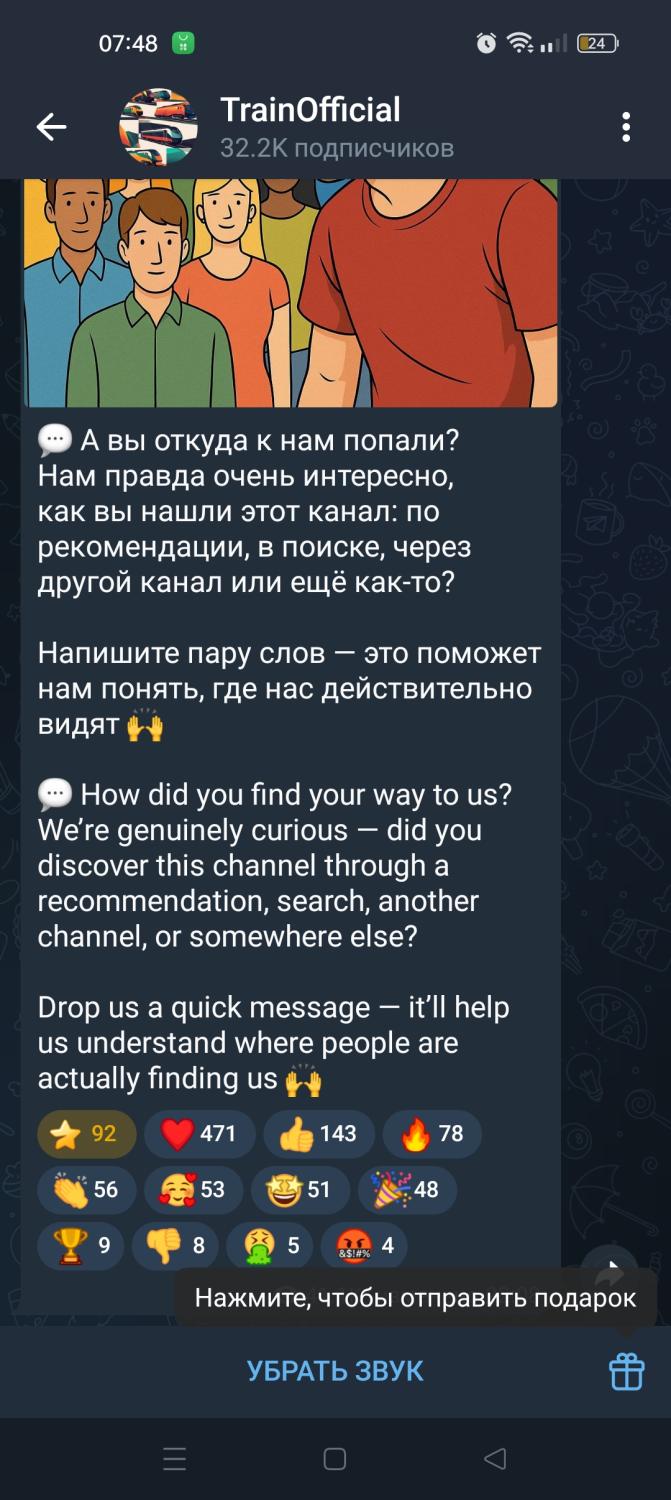 07:48
24
TrainOfficial
32.2K подписчиков
💬 А вы откуда к нам попали?
Нам правда очень интересно,
как вы нашли этот канал: по
рекомендации, в поиске, через
другой канал или ещё как-то?
Напишите пару слов — это поможет
нам понять, где нас действительно
видят 🙌
💬 How did you find your way to us?
We’re genuinely curious — did you
discover this channel through a
recommendation, search, another
channel, or somewhere else?
Drop us a quick message — it’ll help
us understand where people are
actually finding us 🙌
⭐ 92 ❤️ 471 👍 143 🔥 78
👏 56 🥰 53 🤩 51 🎉 48
🏆 9 👎 8 🤮 5 🤬 4
Нажмите, чтобы отправить подарок
УБРАТЬ ЗВУК